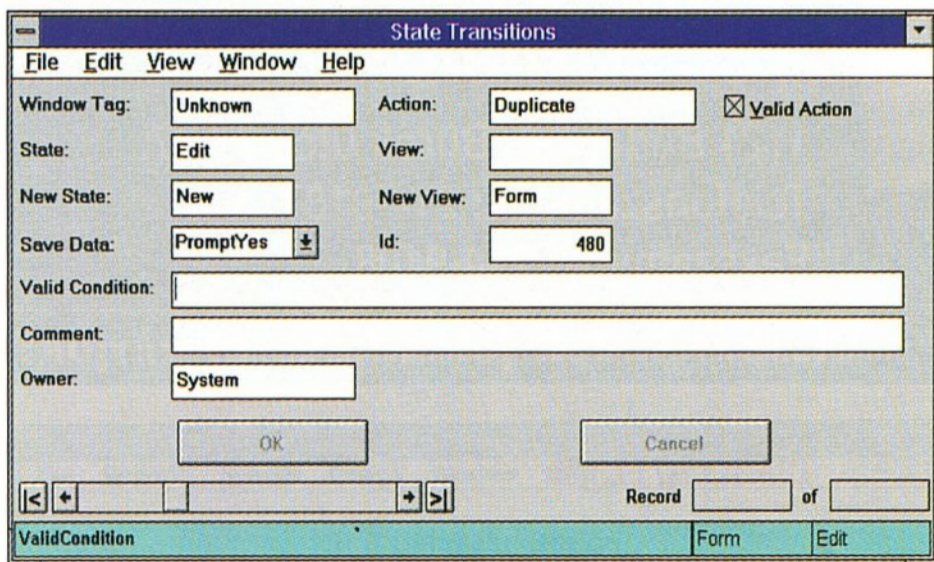 State Transitions
File Edit View Window Help
Window Tag: Unknown Action: Duplicate Valid Action
State: Edit View:
New State: New New View: Form
Save Data: PromptYes Id: 480
Valid Condition:
Comment:
Owner: System
OK Cancel
|< >| Record of
ValidCondition Form Edit